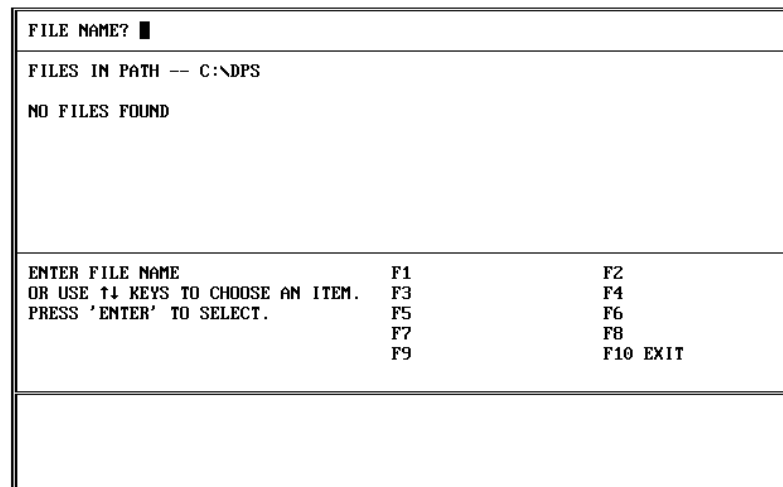 FILE NAME?
FILES IN PATH -- C:\DPS
NO FILES FOUND
ENTER FILE NAME F1 F2
OR USE ↑↓ KEYS TO CHOOSE AN ITEM. F3 F4
PRESS 'ENTER' TO SELECT. F5 F6
F7 F8
F9 F10 EXIT